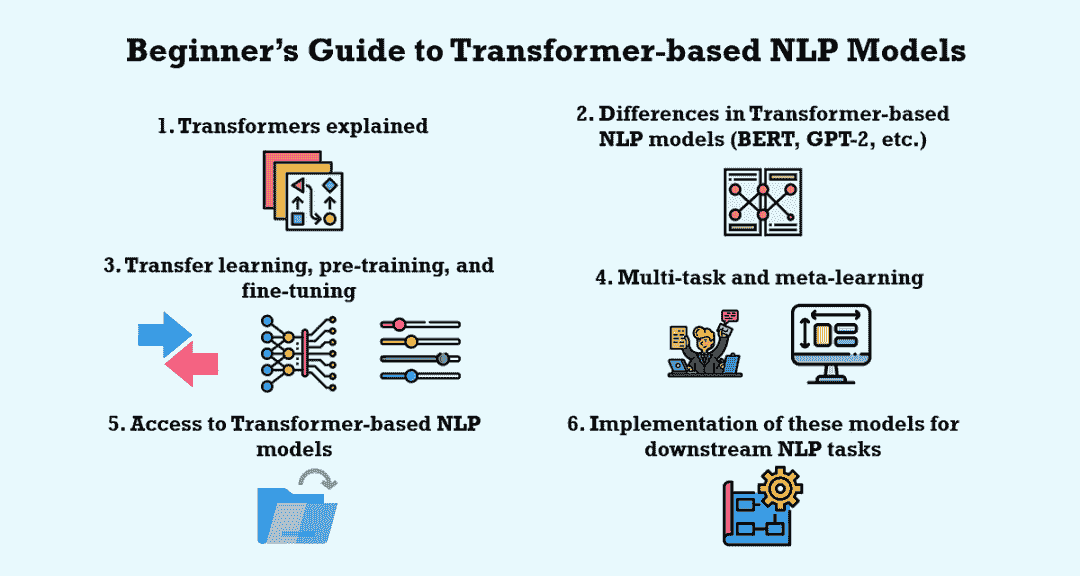 Beginner's Guide to Transformer-based NLP Models
1. Transformers explained
2. Differences in Transformer-based
NLP models (BERT, GPT-2, etc.)
3. Transfer learning, pre-training, and
fine-tuning
4. Multi-task and meta-learning
5. Access to Transformer-based NLP
models
6. Implementation of these models for
downstream NLP tasks